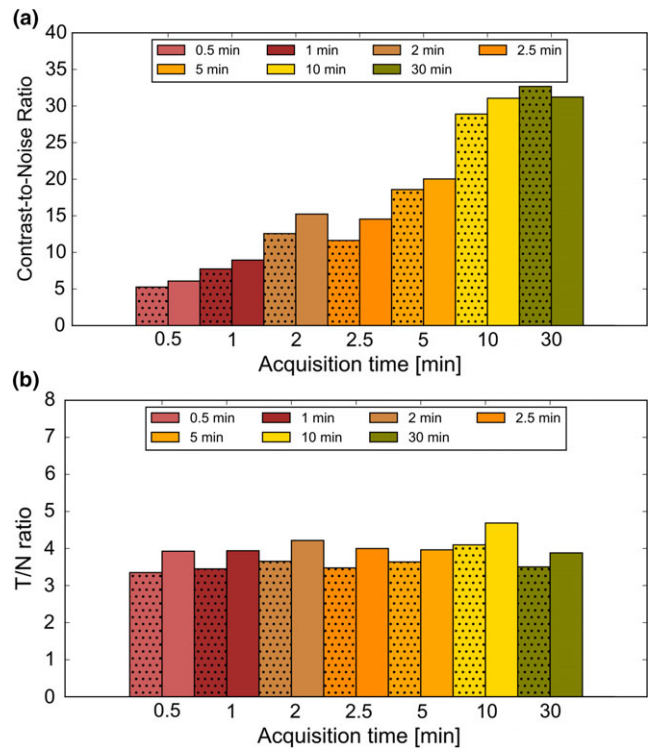 (a)
40
35
30
25
20
15
10
5
0
Contrast-to-Noise Ratio
0.5 min 1 min 2 min 2.5 min
5 min 10 min 30 min
0.5 1 2 2.5 5 10 30
Acquisition time [min]
(b)
8
7
6
5
4
3
2
1
0
T/N ratio
0.5 min 1 min 2 min 2.5 min
5 min 10 min 30 min
0.5 1 2 2.5 5 10 30
Acquisition time [min]